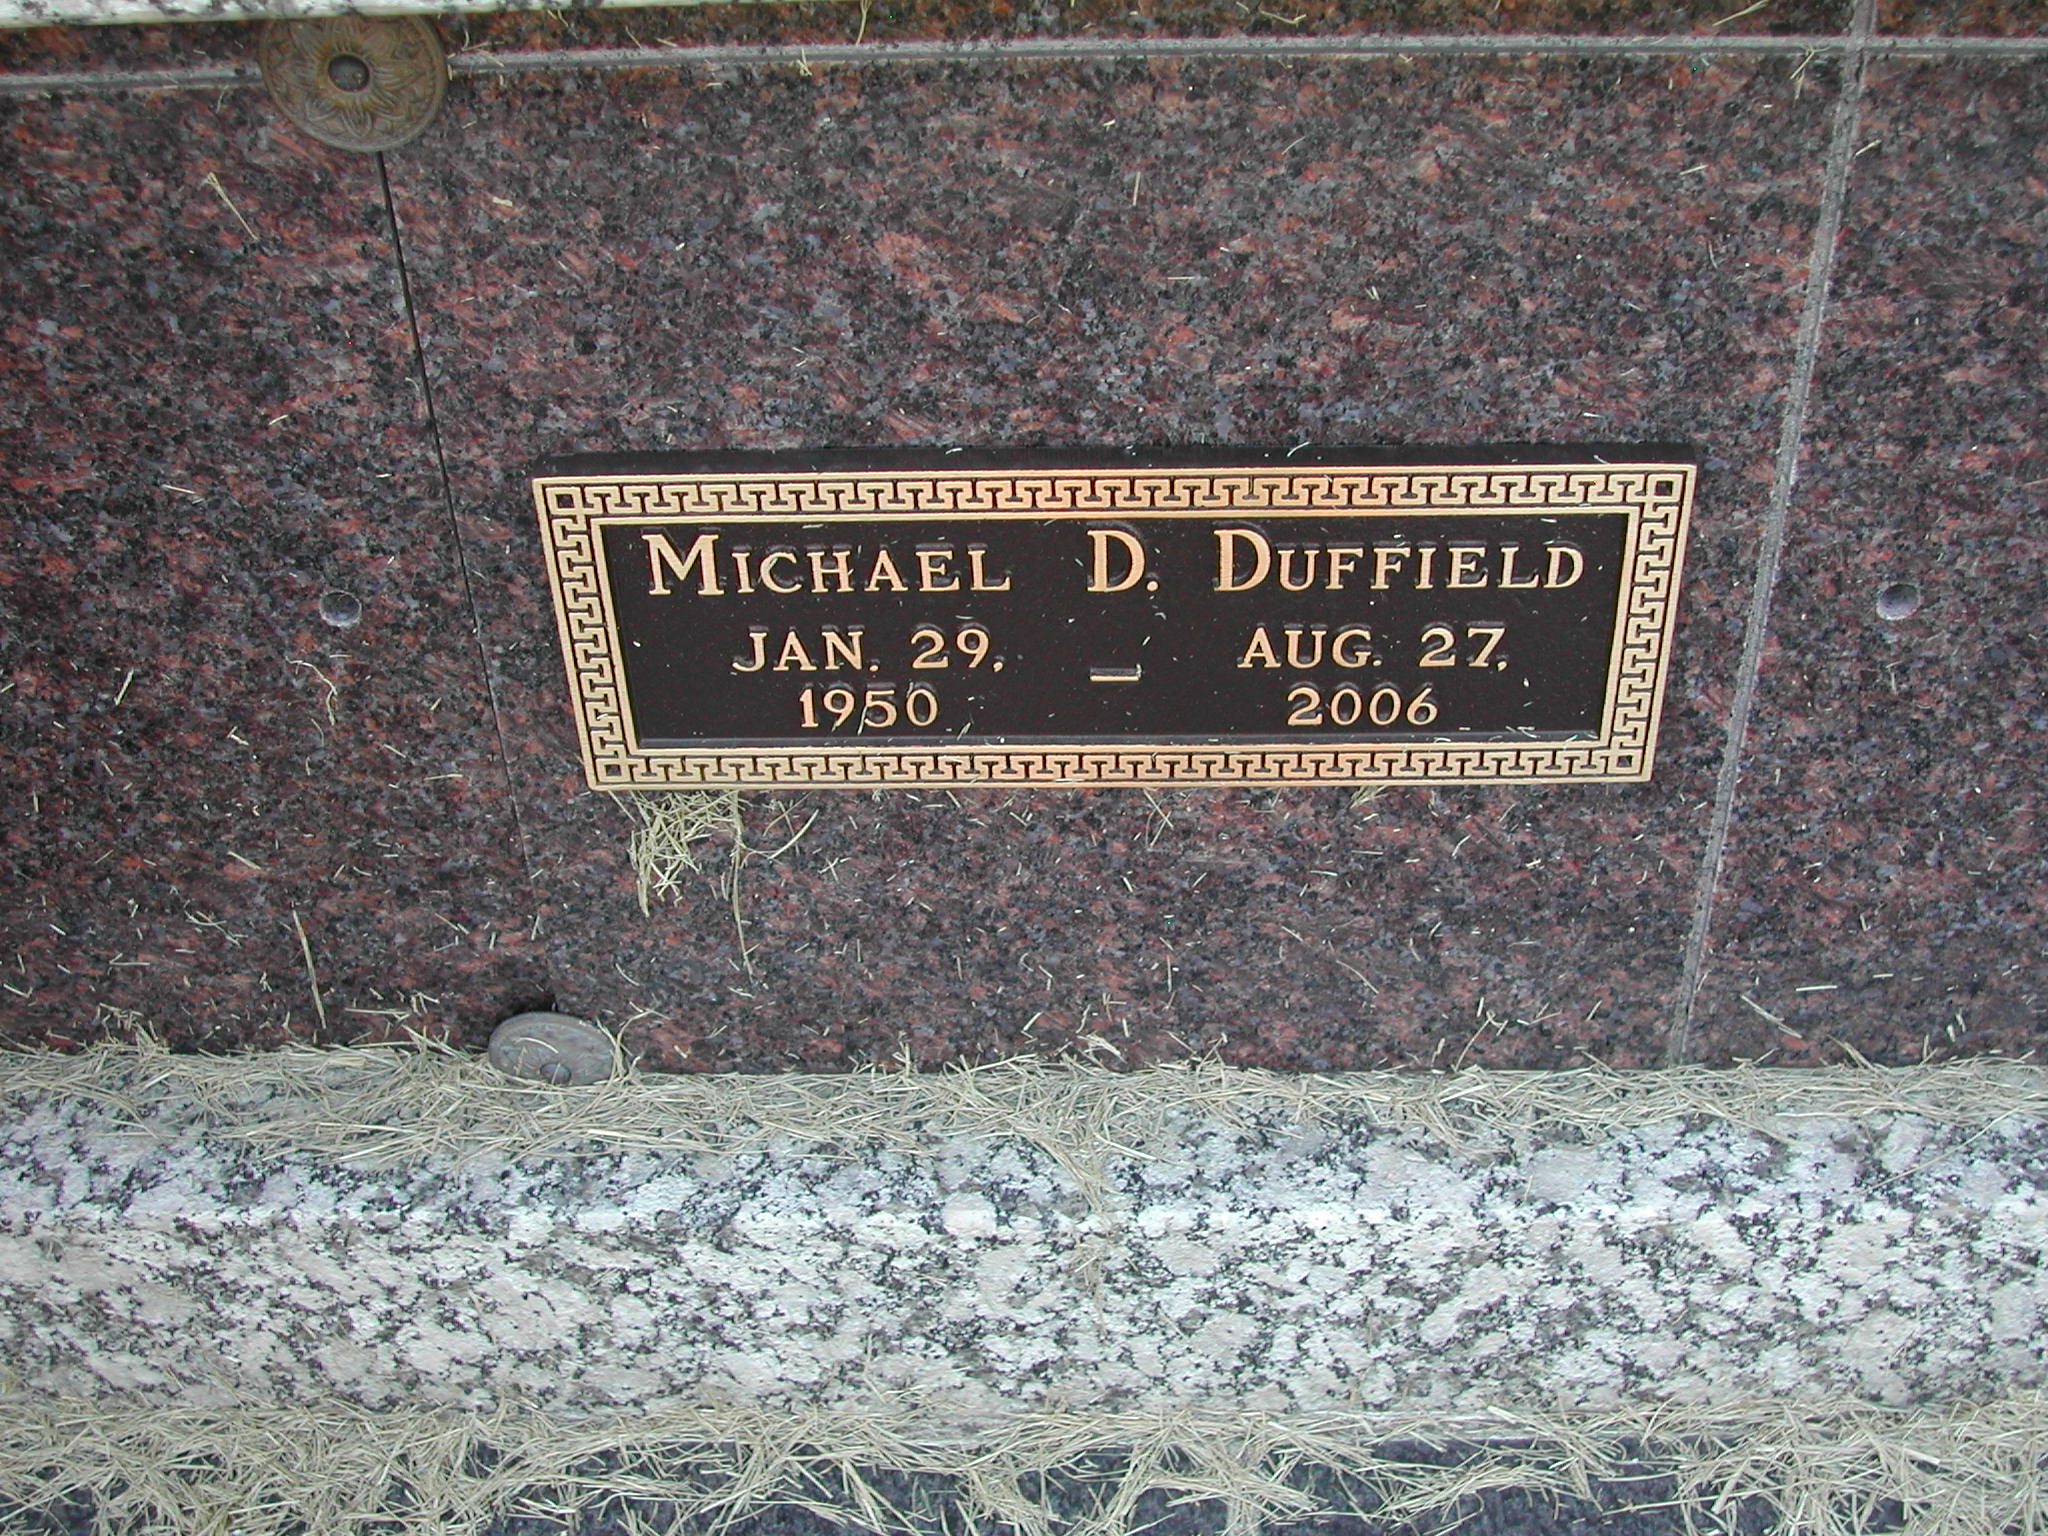 Michael D. Duffield
JAN. 29, – AUG. 27,
1950 2006